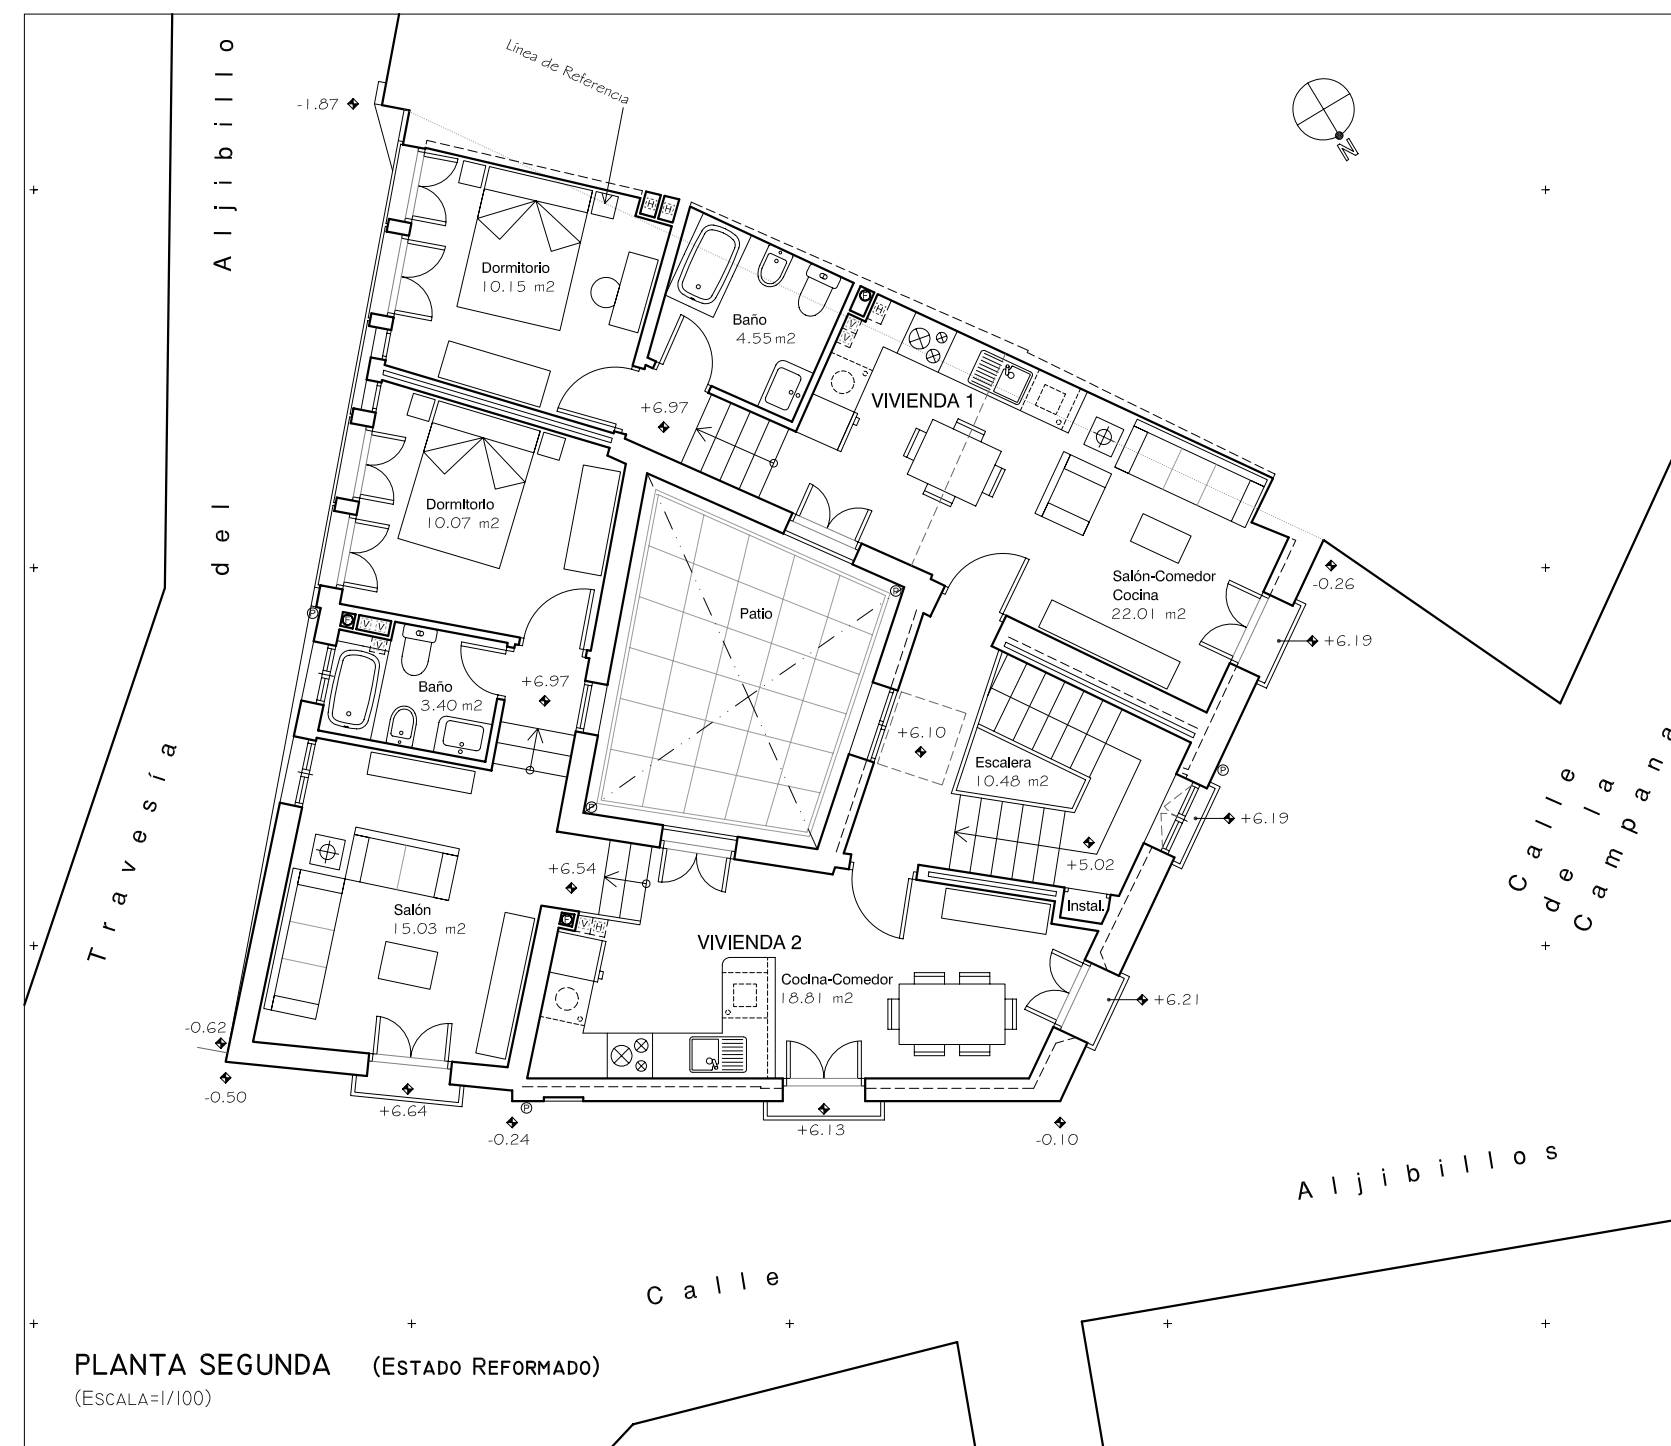 Línea de Referencia
-1.87
N
Travesía del Aljibillo
H H
Dormitorio
10.15 m2
Baño
4.55 m2
F
H
V
V
+6.97
VIVIENDA 1
Dormitorio
10.07 m2
Patio
Salón-Comedor
Cocina
22.01 m2
-0.26
+6.19
P
P
F V V
V
Baño
3.40 m2
+6.97
+6.10
Escalera
10.48 m2
P
+6.19
P
+5.02
+6.54
Salón
15.03 m2
F V H
Instal.
VIVIENDA 2
Cocina-Comedor
18.81 m2
+6.21
-0.62
-0.50
+6.64
P
-0.24
+6.13
-0.10
Calle
de la
Campana
Calle Aljibillos
PLANTA SEGUNDA (ESTADO REFORMADO)
(ESCALA=1/100)